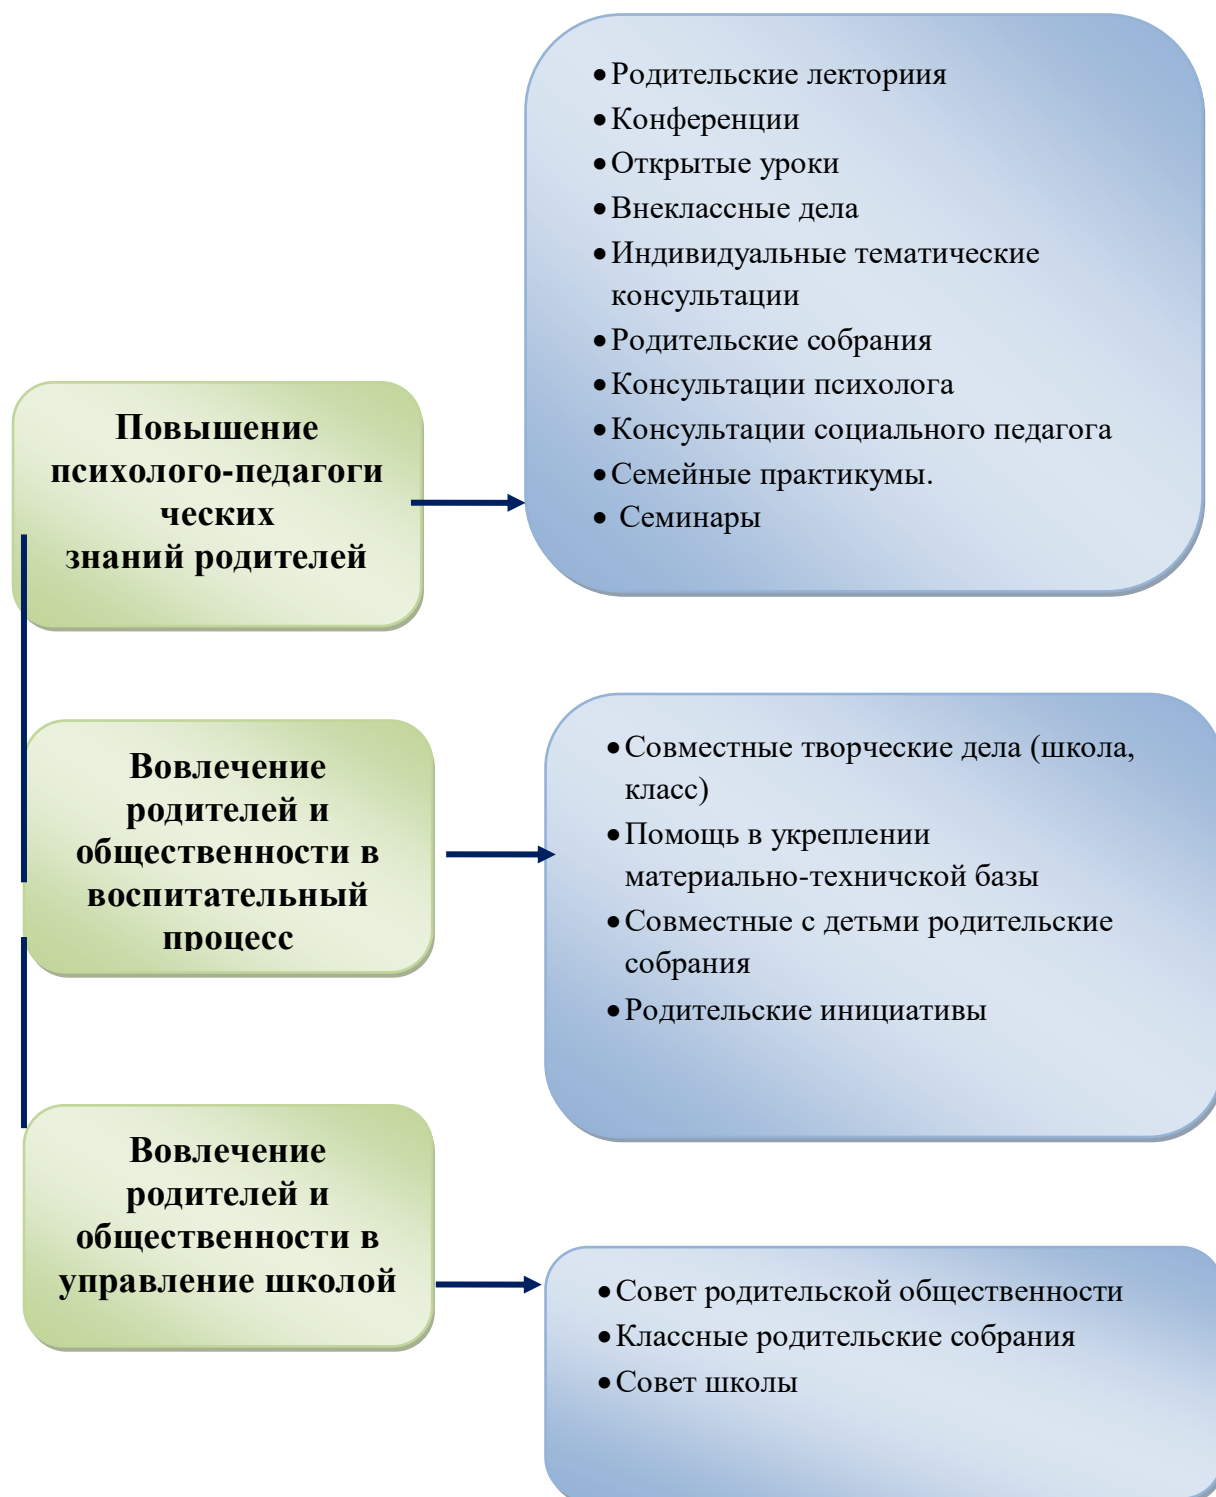 • Родительские лекториия
• Конференции
• Открытые уроки
• Внеклассные дела
• Индивидуальные тематические
консультации
• Родительские собрания
• Консультации психолога
• Консультации социального педагога
• Семейные практикумы.
• Семинары
Повышение
психолого-педагоги
ческих
знаний родителей
Вовлечение
родителей и
общественности в
воспитательный
процесс
• Совместные творческие дела (школа,
класс)
• Помощь в укреплении
материально-техничской базы
• Совместные с детьми родительские
собрания
• Родительские инициативы
Вовлечение
родителей и
общественности в
управление школой
• Совет родительской общественности
• Классные родительские собрания
• Совет школы